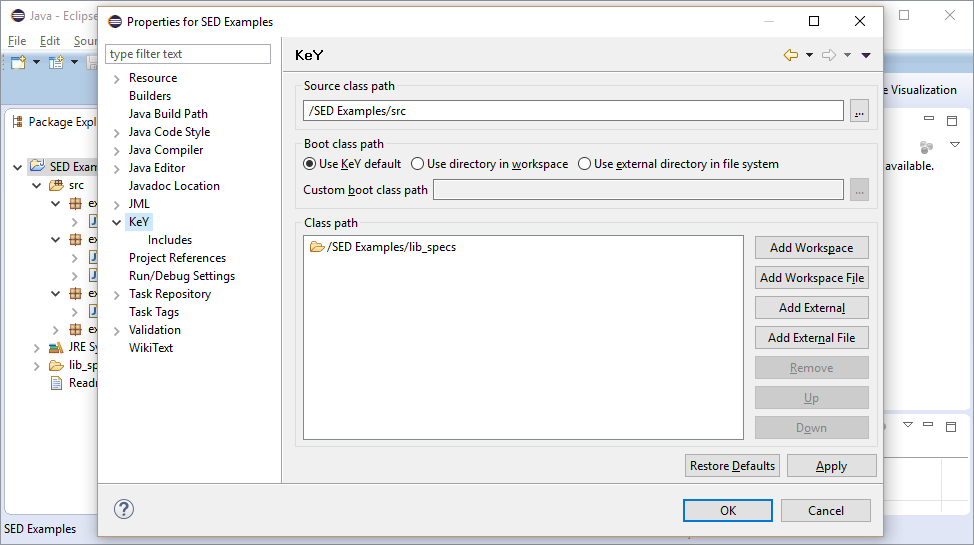 Java - Eclipse
Properties for SED Examples
File Edit
type filter text
KeY
Resource
Builders
Java Build Path
Java Code Style
Java Compiler
Java Editor
Javadoc Location
JML
KeY
Includes
Project References
Run/Debug Settings
Task Repository
Task Tags
Validation
WikiText
Source class path
/SED Examples/src
...
Boot class path
Use KeY default Use directory in workspace Use external directory in file system
Custom boot class path
...
Class path
/SED Examples/lib_specs
Add Workspace
Add Workspace File
Add External
Add External File
Remove
Up
Down
Restore Defaults Apply
OK Cancel
Package Expl
SED Exam
src
ex
ex
ex
ex
JRE Sy
lib_sp
Readm
Visualization
available.
SED Examples